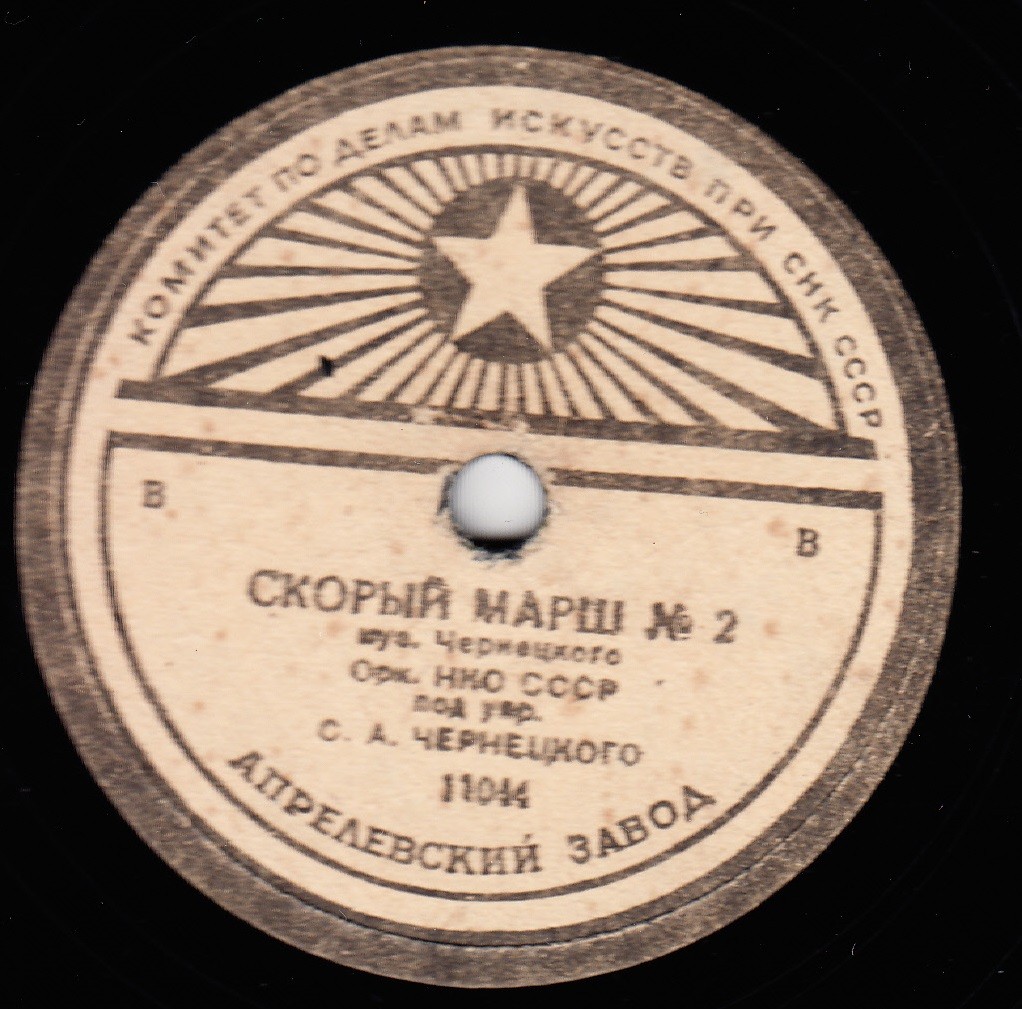 КОМИТЕТ ПО ДЕЛАМ ИСКУССТВ ПРИ СНК СССР
В В
СКОРЫЙ МАРШ № 2
муз. Чернецкого
Орк. НКО СССР
под упр.
С. А. ЧЕРНЕЦКОГО
11044
АПРЕЛЕВСКИЙ ЗАВОД